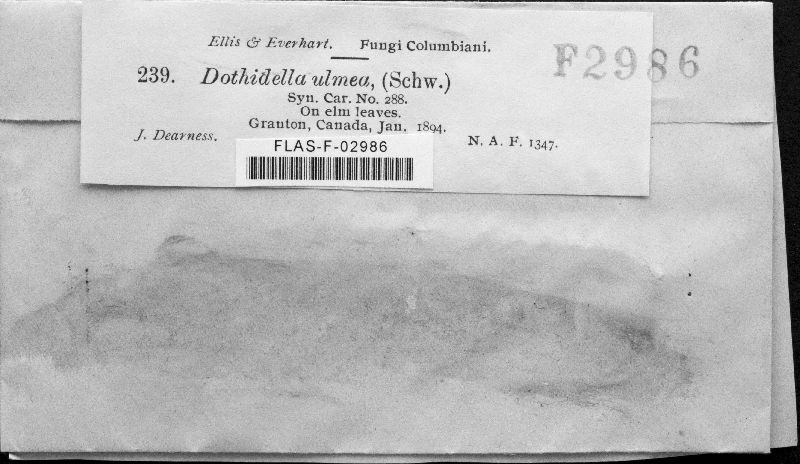 Ellis & Everhart. Fungi Columbiani.
F2986
239. Dothidella ulmea, (Schw.)
Syn. Car. No. 288.
On elm leaves.
Granton, Canada, Jan. 1894.
J. Dearness.
N. A. F. 1347.
FLAS-F-02986